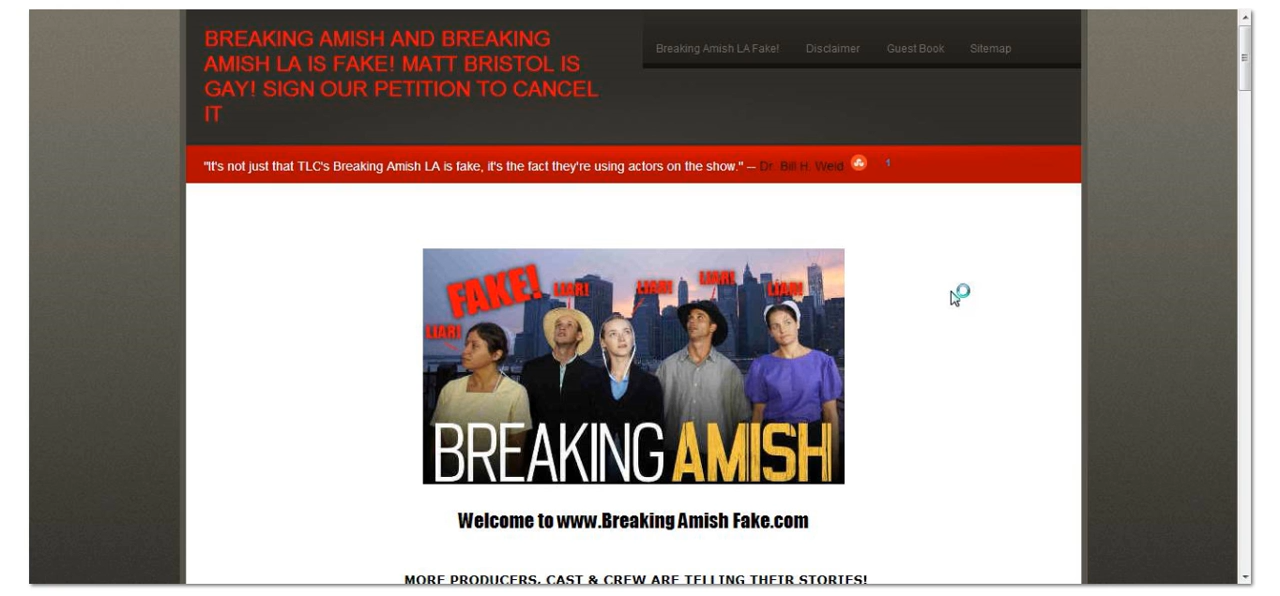 BREAKING AMISH AND BREAKING
AMISH LA IS FAKE! MATT BRISTOL IS
GAY! SIGN OUR PETITION TO CANCEL
IT
Breaking Amish LA Fake! Disclaimer Guest Book Sitemap
"It's not just that TLC's Breaking Amish LA is fake, it's the fact they're using actors on the show." -- Dr. Bill H. Weld 1
FAKE! LIAR! LIAR! LIAR! LIAR!
LIAR!
BREAKING AMISH
Welcome to www.Breaking Amish Fake.com
MORE PRODUCERS, CAST & CREW ARE TELLING THEIR STORIES!